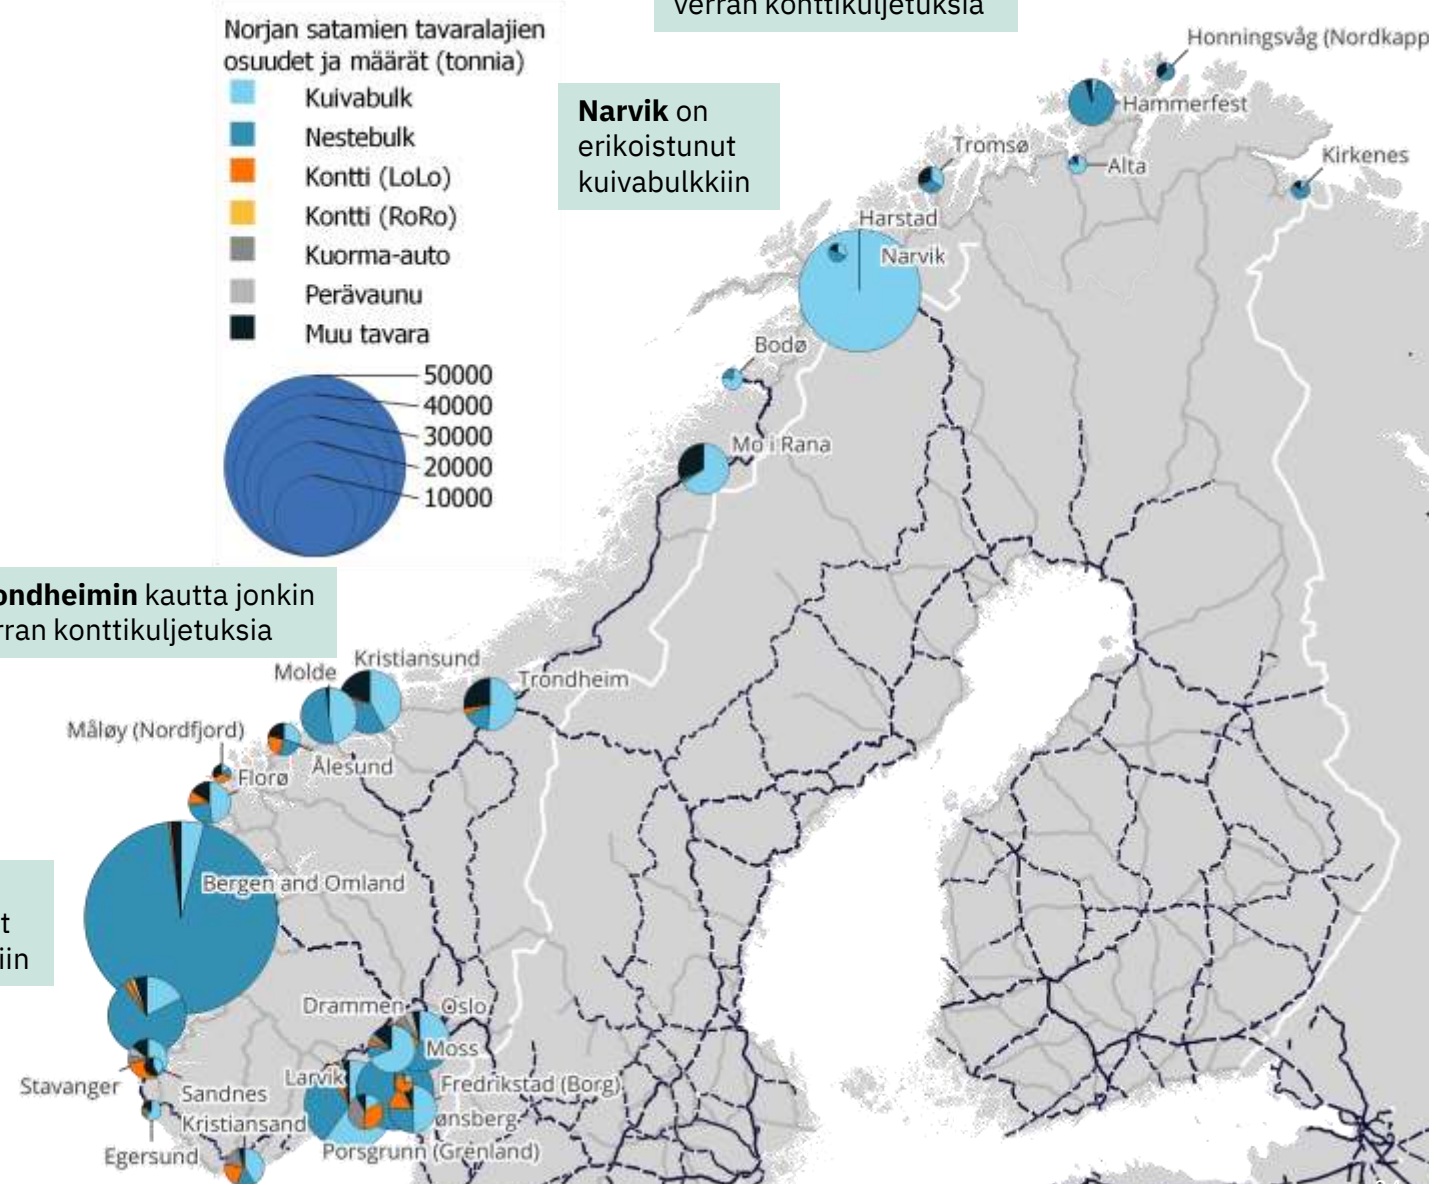 verran konttikuljetuksia
Norjan satamien tavaralajien
osuudet ja määrät (tonnia)
Kuivabulk
Nestebulk
Kontti (LoLo)
Kontti (RoRo)
Kuorma-auto
Perävaunu
Muu tavara
50000
40000
30000
20000
10000
Narvik on
erikoistunut
kuivabulkkiin
Honningsvåg (Nordkapp
Hammerfest
Tromsø
Alta
Kirkenes
Harstad
Narvik
Bodø
Mo i Rana
ondheimin kautta jonkin
rran konttikuljetuksia
Kristiansund
Molde
Trondheim
Måløy (Nordfjord)
Ålesund
Florø
Bergen and Omland
t
iin
Drammen
Oslo
Moss
Larvik
Fredrikstad (Borg)
Stavanger
Sandnes
Kristiansand
ønsberg
Egersund
Porsgrunn (Grenland)